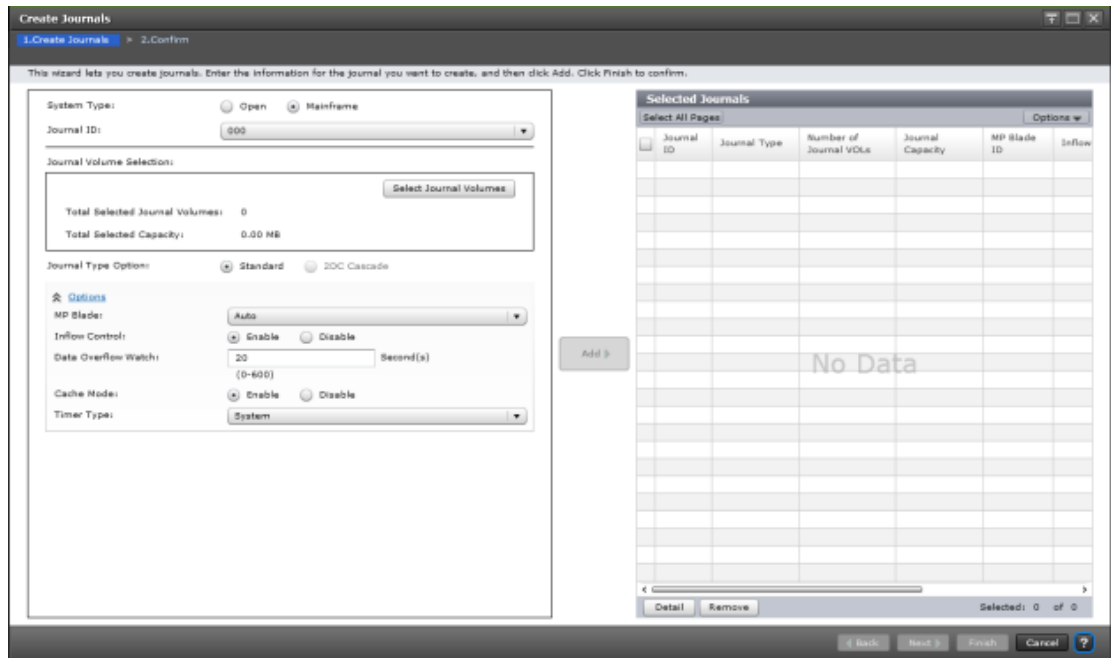 Create Journals
1.Create Journals > 2.Confirm
This wizard lets you create journals. Enter the information for the journal you want to create, and then click Add. Click Finish to confirm.
System Type: Open Mainframe
Journal ID: 000
Journal Volume Selection:
Select Journal Volumes
Total Selected Journal Volumes: 0
Total Selected Capacity: 0.00 MB
Journal Type Option: Standard 2DC Cascade
Options
MP Blade: Auto
Inflow Control: Enable Disable
Data Overflow Watch: 20 Second(s)
(0-600)
Cache Mode: Enable Disable
Timer Type: System
Add >
Selected Journals
Select All Pages Options
Journal ID Journal Type Number of Journal VOLs Journal Capacity MP Blade ID Inflow
No Data
Detail Remove Selected: 0 of 0
< Back Next > Finish Cancel ?